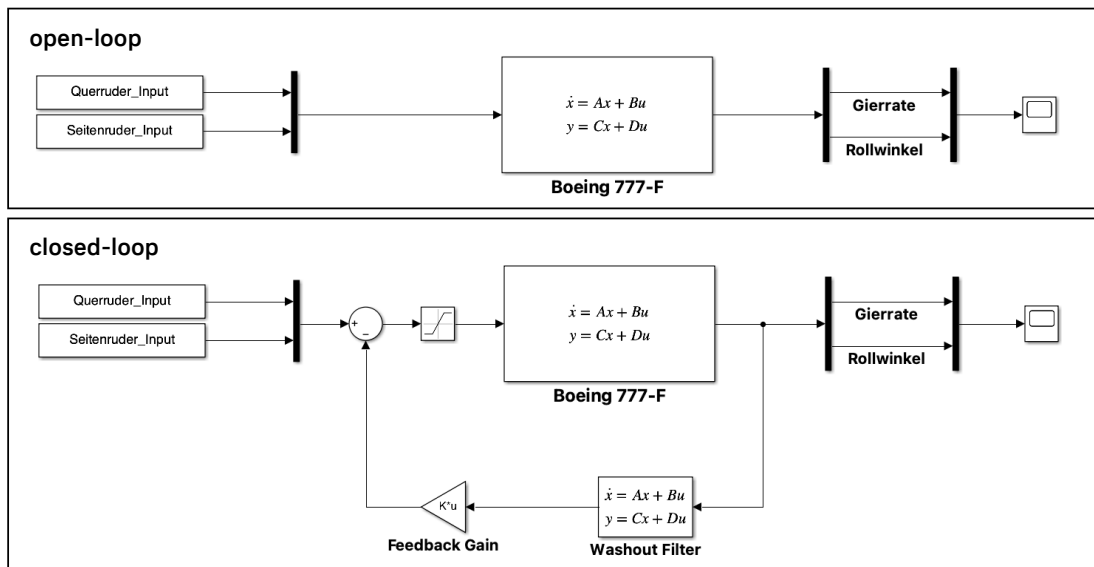 open-loop
Querruder_Input
Seitenruder_Input
ẋ = Ax + Bu
y = Cx + Du
Boeing 777-F
Gierrate
Rollwinkel
closed-loop
Querruder_Input
Seitenruder_Input
+
−
ẋ = Ax + Bu
y = Cx + Du
Boeing 777-F
Gierrate
Rollwinkel
K*u
Feedback Gain
ẋ = Ax + Bu
y = Cx + Du
Washout Filter